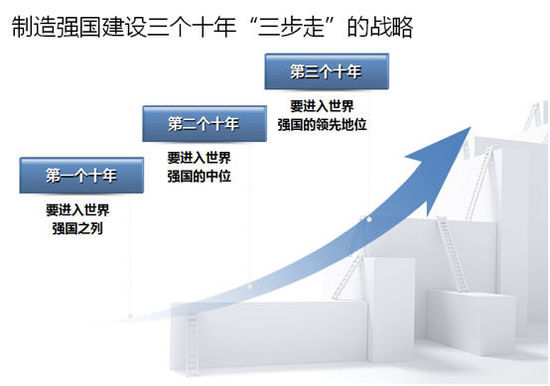 制造强国建设三个十年“三步走”的战略
第三个十年
要进入世界
强国的领先地位
第二个十年
要进入世界
强国的中位
第一个十年
要进入世界
强国之列